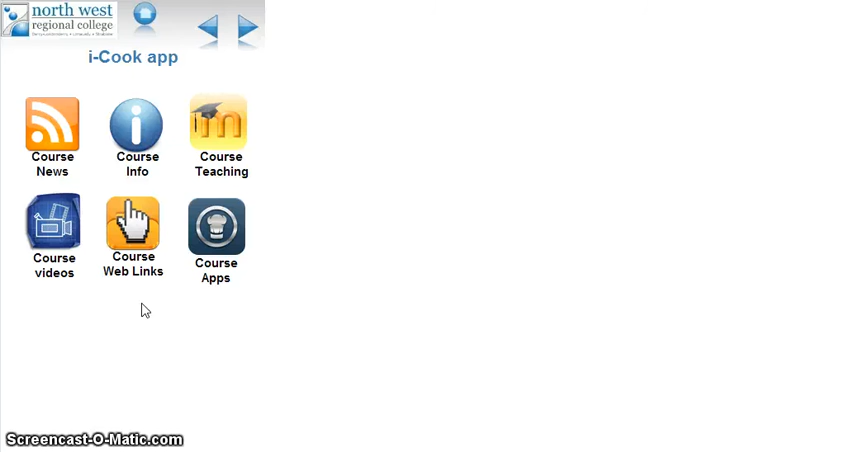 north west
regional college
i-Cook app
m
Course
News
Course
Info
Course
Teaching
Course
videos
Course
Web Links
Course
Apps
Screencast-O-Matic.com